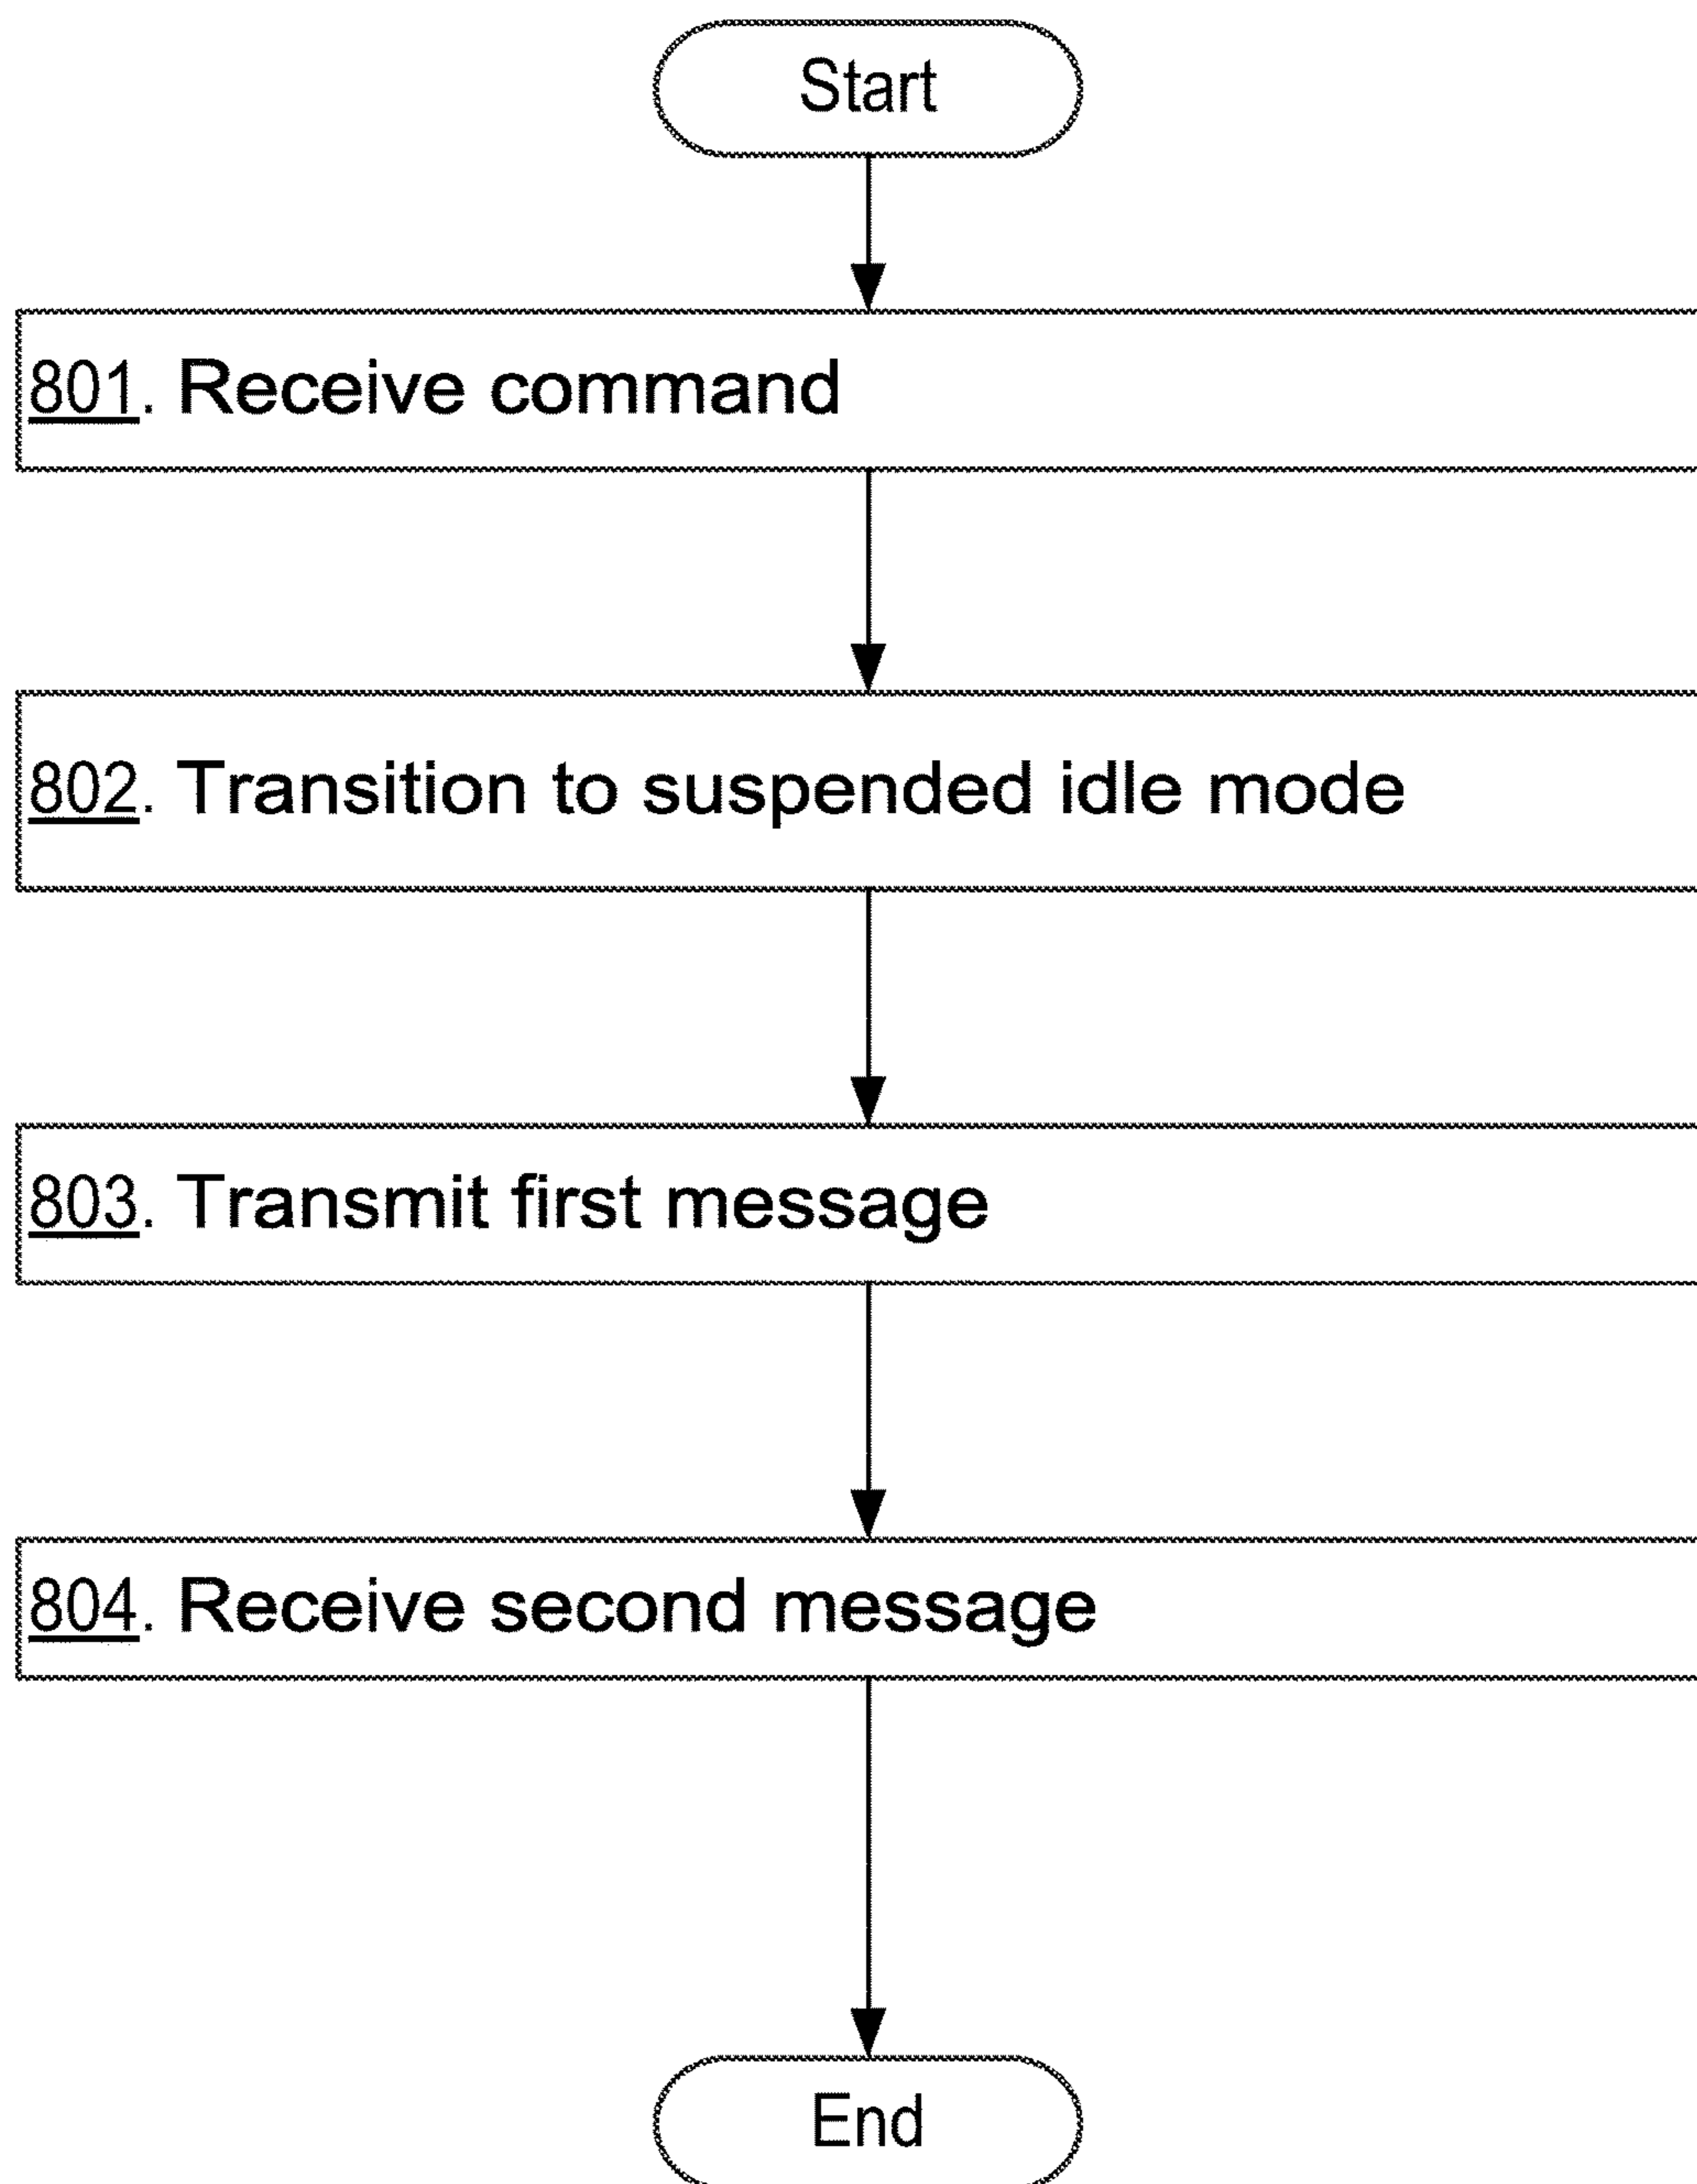 Start
801. Receive command
802. Transition to suspended idle mode
803. Transmit first message
804. Receive second message
End